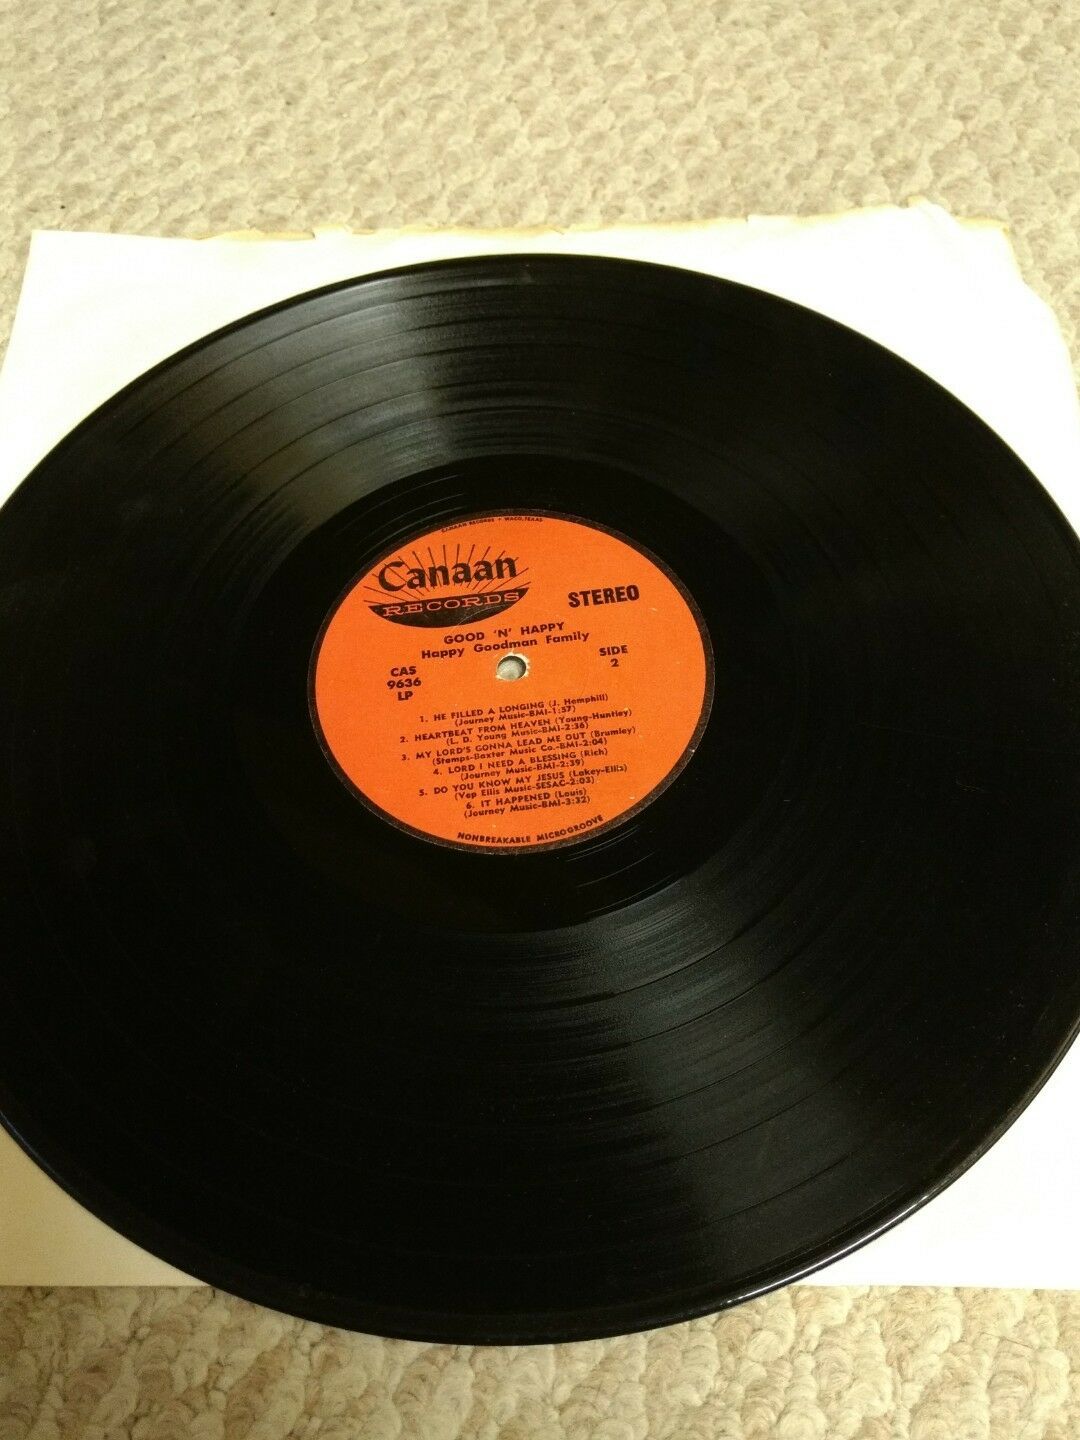 CANAAN RECORDS • WACO, TEXAS
Canaan
RECORDS
STEREO
GOOD 'N' HAPPY
Happy Goodman Family
CAS
9636
LP
SIDE
2
1. HE FILLED A LONGING (J. Hemphill)
(Journey Music-BMI-1:57)
2. HEARTBEAT FROM HEAVEN (Young-Huntley)
(L. D. Young Music-BMI-2:36)
3. MY LORD'S GONNA LEAD ME OUT (Brumley)
(Stamps-Baxter Music Co.-BMI-2:04)
4. LORD I NEED A BLESSING (Rich)
(Journey Music-BMI-2:39)
5. DO YOU KNOW MY JESUS (Lakey-Ellis)
(Vep Ellis Music-SESAC-2:03)
6. IT HAPPENED (Louis)
(Journey Music-BMI-3:32)
NONBREAKABLE MICROGROOVE